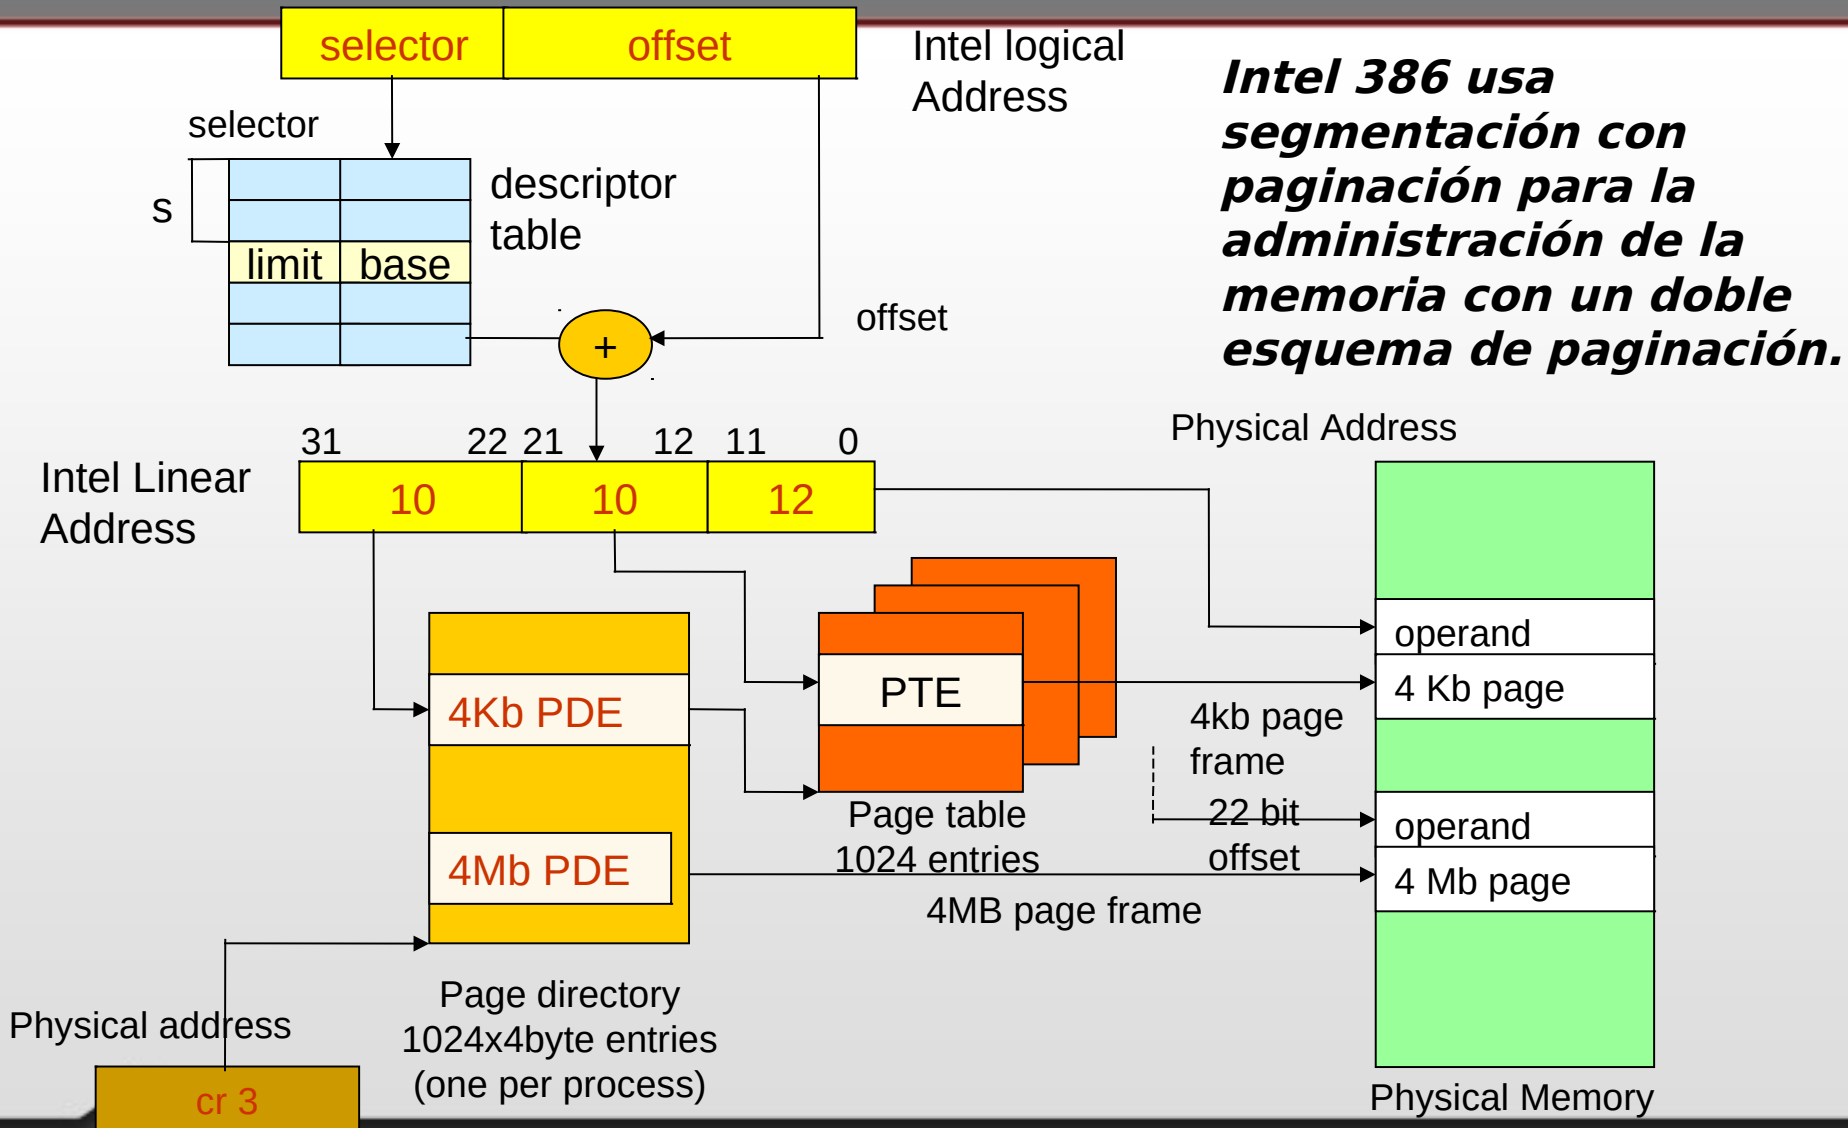 selector offset
Intel logical
Address
Intel 386 usa
segmentación con
paginación para la
administración de la
memoria con un doble
esquema de paginación.
selector
s
descriptor
table
limit base
+
offset
31 22 21 12 11 0
Intel Linear
Address
10 10 12
Physical Address
operand
4 Kb page
4Kb PDE
PTE
4kb page
frame
22 bit
offset
operand
4 Mb page
Page table
1024 entries
4Mb PDE
4MB page frame
Page directory
1024x4byte entries
(one per process)
Physical address
cr 3
Physical Memory